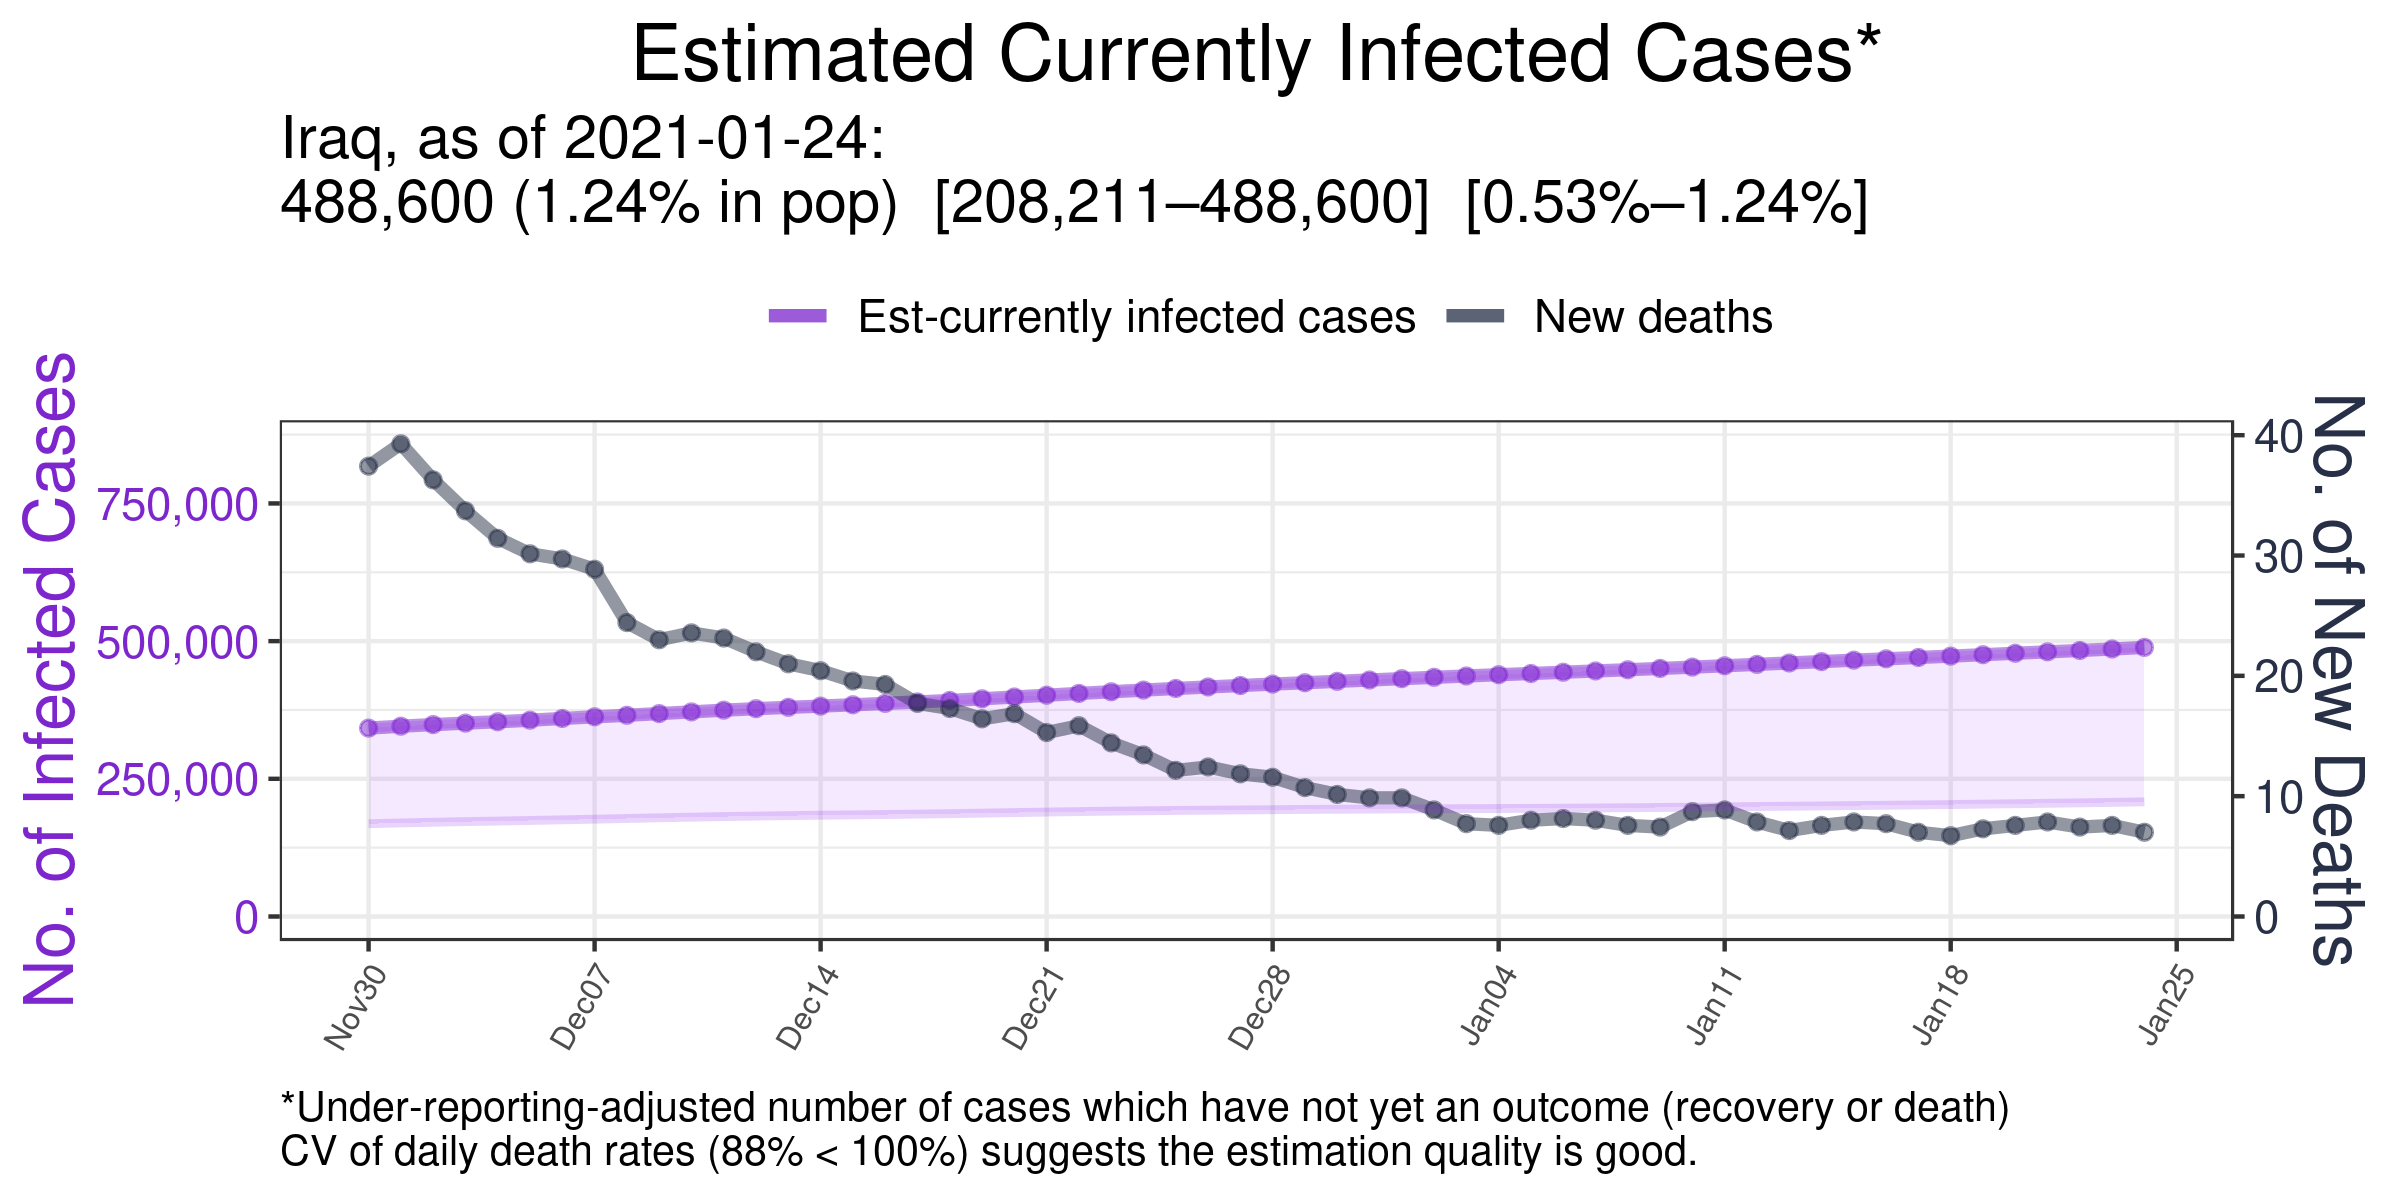 Estimated Currently Infected Cases*
Iraq, as of 2021-01-24:
488,600 (1.24% in pop)  [208,211–488,600]  [0.53%–1.24%]
Est-currently infected cases
New deaths
No. of Infected Cases
750,000
500,000
250,000
0
40
30
20
10
0
No. of New Deaths
Nov30
Dec07
Dec14
Dec21
Dec28
Jan04
Jan11
Jan18
Jan25
*Under-reporting-adjusted number of cases which have not yet an outcome (recovery or death)
CV of daily death rates (88% < 100%) suggests the estimation quality is good.